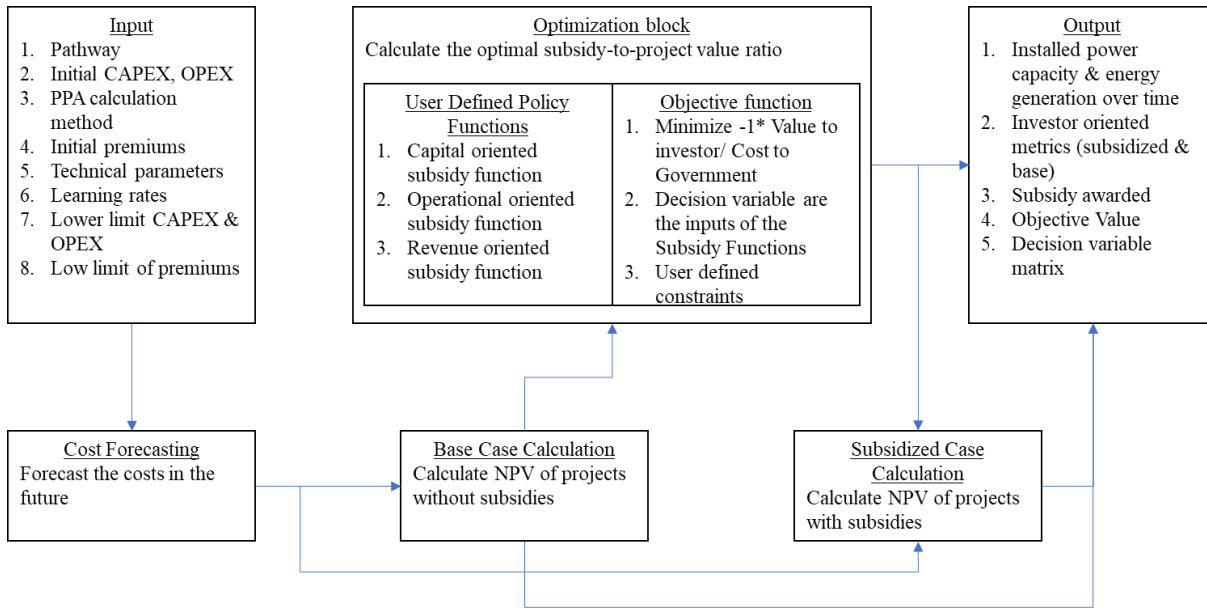 Input
1. Pathway
2. Initial CAPEX, OPEX
3. PPA calculation
method
4. Initial premiums
5. Technical parameters
6. Learning rates
7. Lower limit CAPEX &
OPEX
8. Low limit of premiums
Optimization block
Calculate the optimal subsidy-to-project value ratio
User Defined Policy
Functions
1. Capital oriented
subsidy function
2. Operational oriented
subsidy function
3. Revenue oriented
subsidy function
Objective function
1. Minimize -1* Value to
investor/ Cost to
Government
2. Decision variable are
the inputs of the
Subsidy Functions
3. User defined
constraints
Output
1. Installed power
capacity & energy
generation over time
2. Investor oriented
metrics (subsidized &
base)
3. Subsidy awarded
4. Objective Value
5. Decision variable
matrix
Cost Forecasting
Forecast the costs in the
future
Base Case Calculation
Calculate NPV of projects
without subsidies
Subsidized Case
Calculation
Calculate NPV of projects
with subsidies